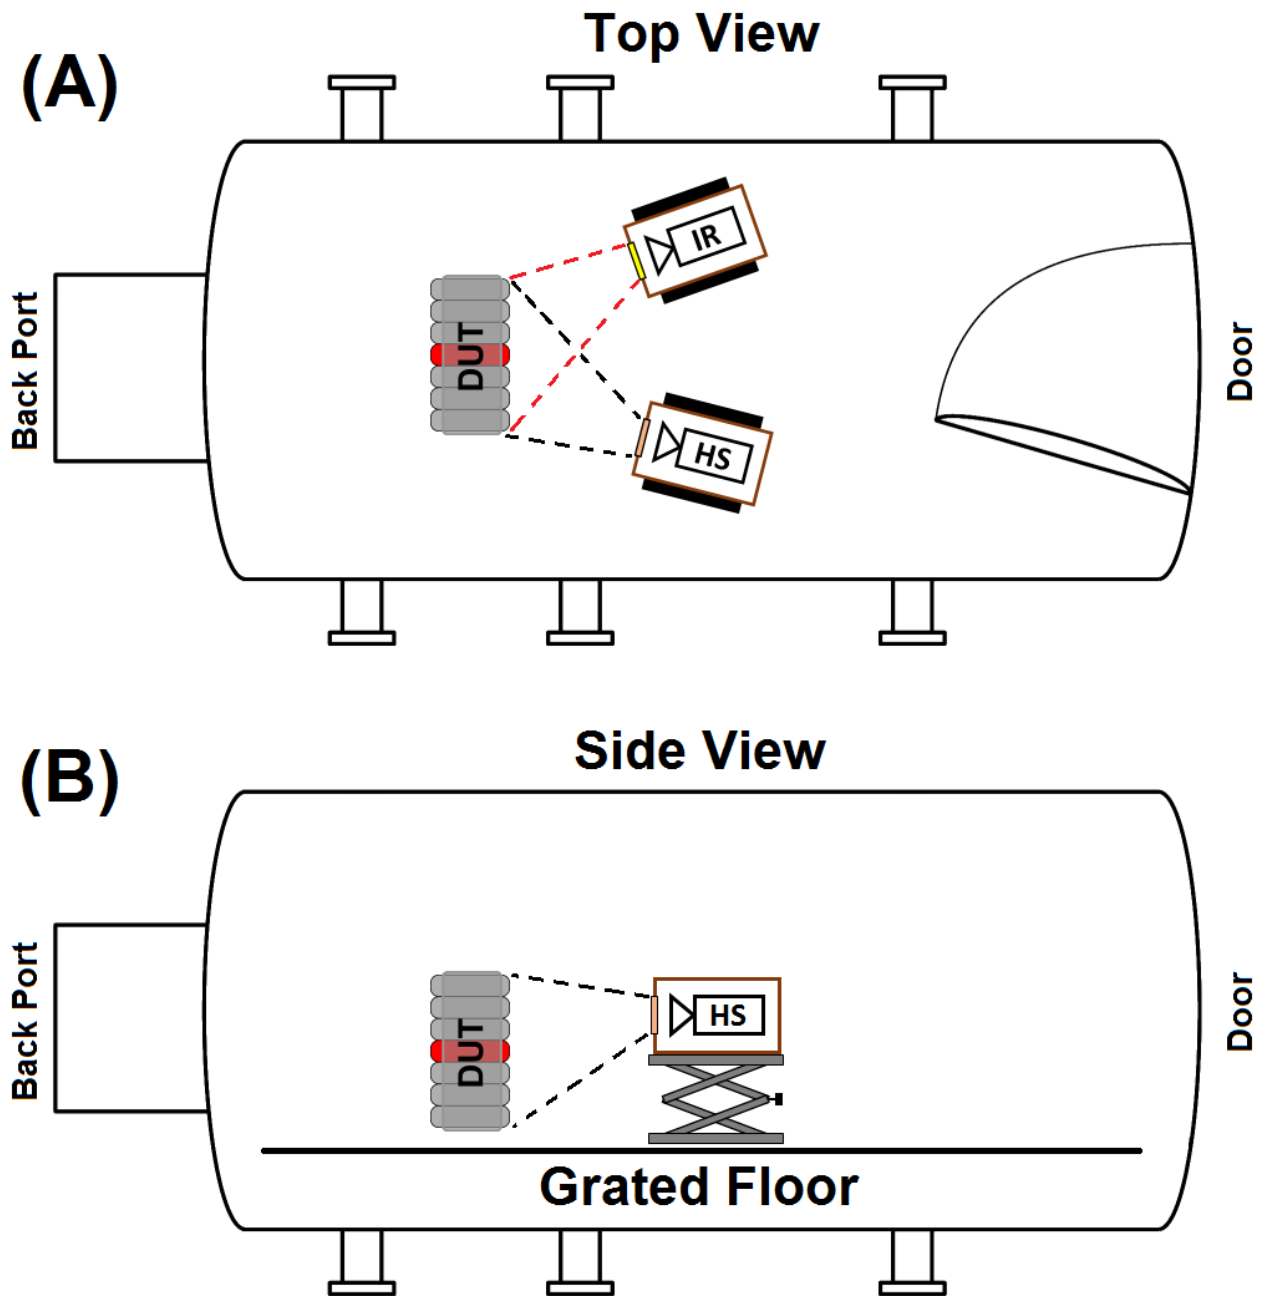 Top View
(A)
IR
DUT
HS
Back Port
Door
Side View
(B)
HS
DUT
Back Port
Door
Grated Floor